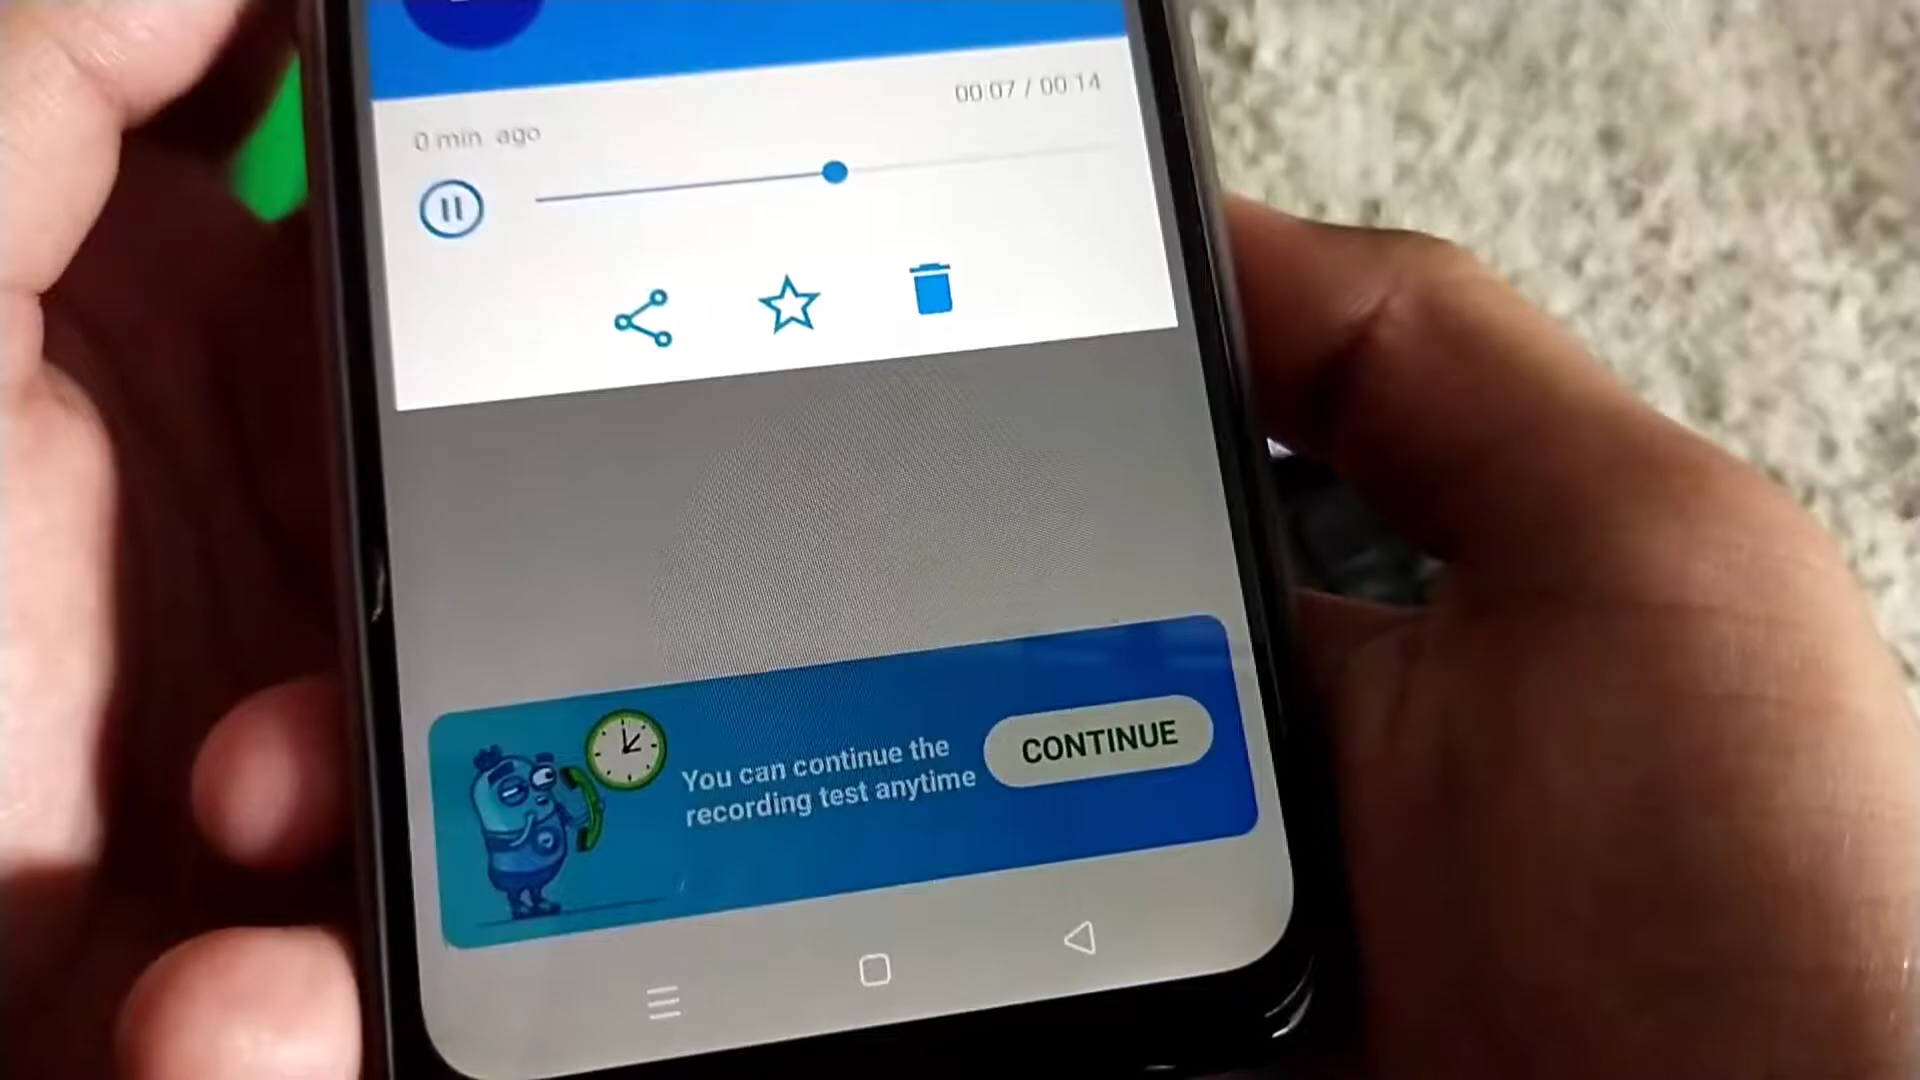 00:07 / 00:14
0 min ago
You can continue the
recording test anytime
CONTINUE